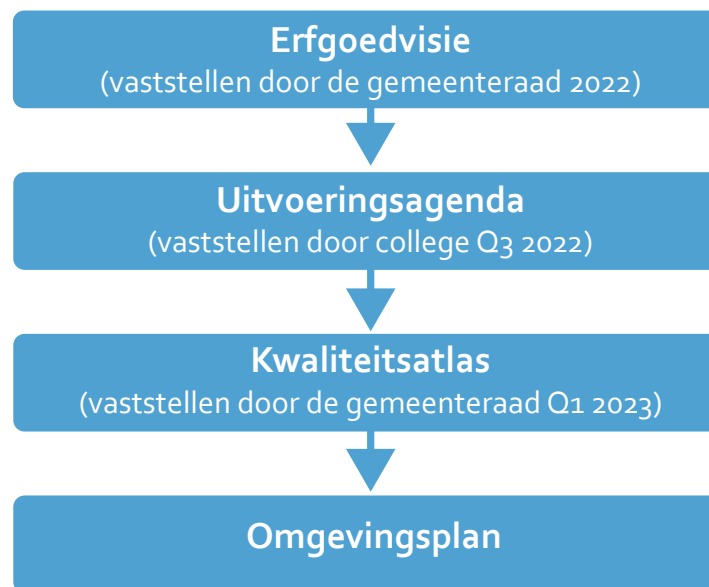 Erfgoedvisie
(vaststellen door de gemeenteraad 2022)
Uitvoeringsagenda
(vaststellen door college Q3 2022)
Kwaliteitsatlas
(vaststellen door de gemeenteraad Q1 2023)
Omgevingsplan